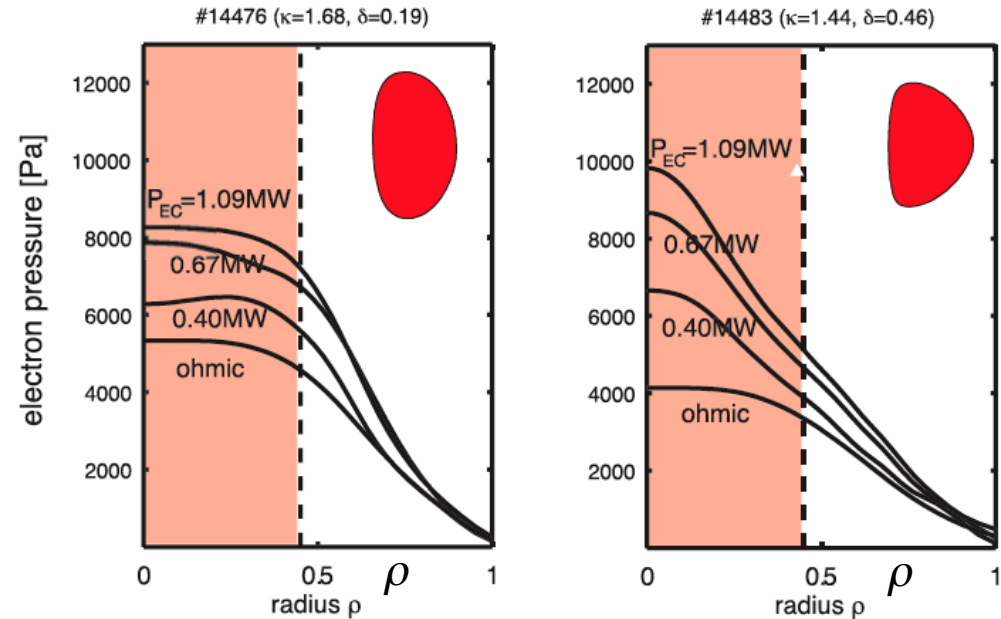 #14476 (κ=1.68, δ=0.19)
electron pressure [Pa]
12000
10000
8000
6000
4000
2000
P_EC=1.09MW
0.67MW
0.40MW
ohmic
0
0.5
1
ρ
radius ρ
#14483 (κ=1.44, δ=0.46)
12000
10000
8000
6000
4000
2000
P_EC=1.09MW
0.67MW
0.40MW
ohmic
0
0.5
1
ρ
radius ρ